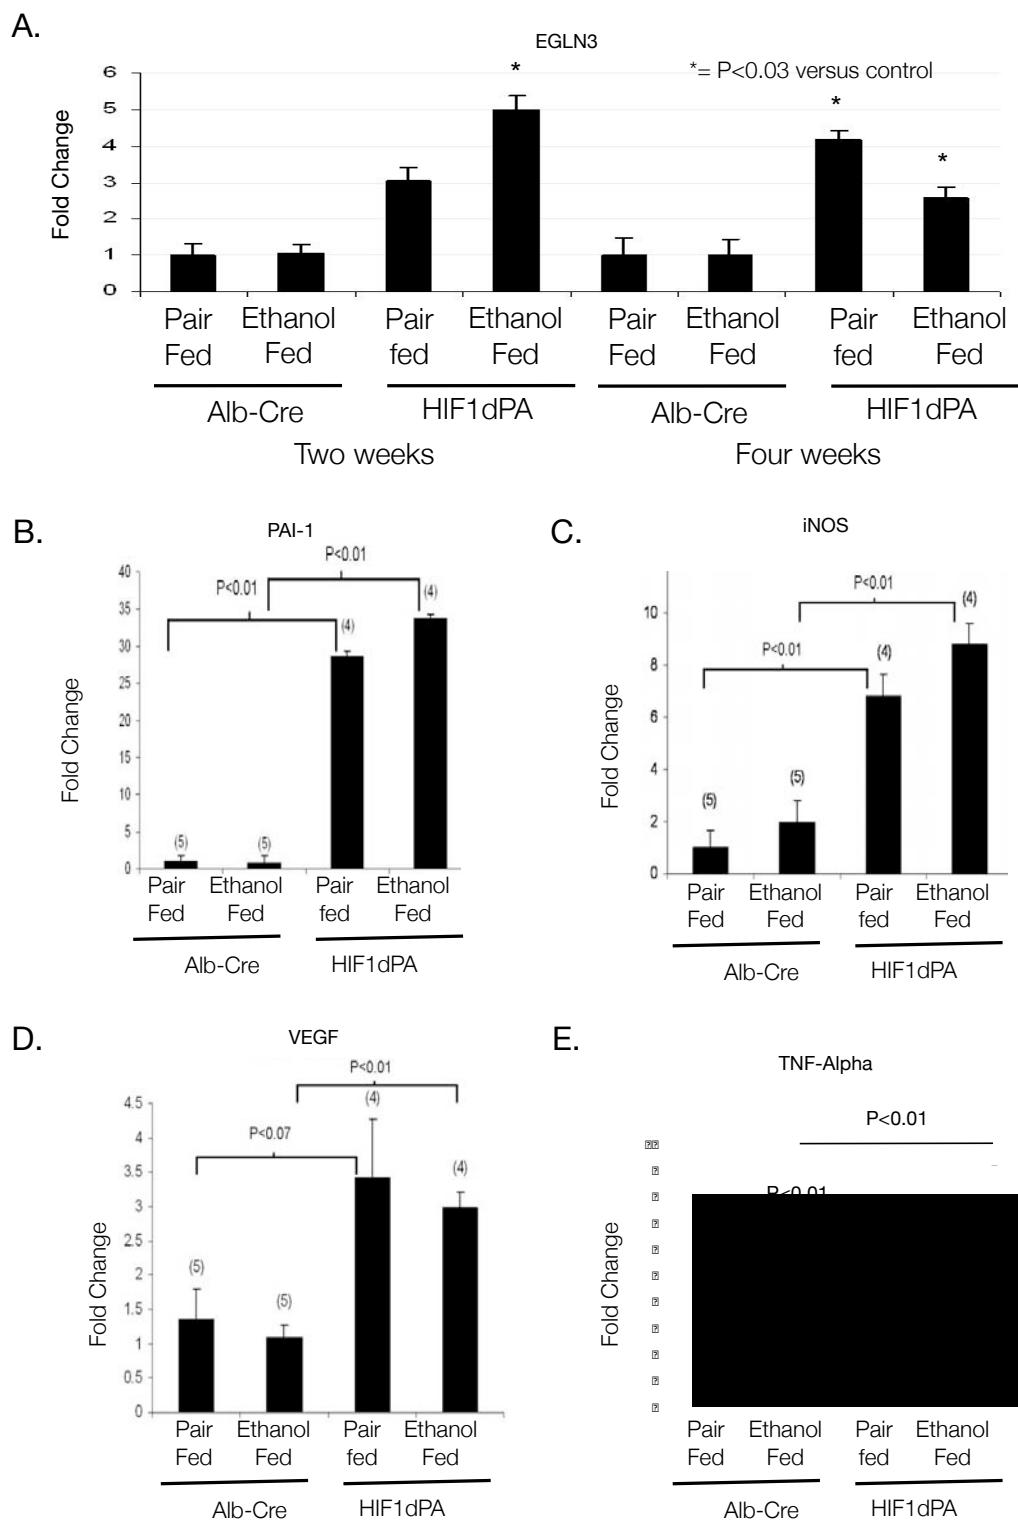 A.
EGLN3
*= P<0.03 versus control
* * *
Fold Change
6
5
4
3
2
1
0
Pair Fed Ethanol Fed Pair fed Ethanol Fed Pair Fed Ethanol Fed Pair fed Ethanol Fed
Alb-Cre HIF1dPA Alb-Cre HIF1dPA
Two weeks Four weeks
B.
PAI-1
P<0.01
P<0.01
(4)
(4)
(5) (5)
Fold Change
40
35
30
25
20
15
10
5
0
Pair Fed Ethanol Fed Pair fed Ethanol Fed
Alb-Cre HIF1dPA
C.
iNOS
P<0.01
P<0.01
(4)
(4)
(5)
(5)
Fold Change
10
8
6
4
2
0
Pair Fed Ethanol Fed Pair fed Ethanol Fed
Alb-Cre HIF1dPA
D.
VEGF
P<0.01
P<0.07
(4)
(4)
(5)
(5)
Fold Change
4.5
4
3.5
3
2.5
2
1.5
1
0.5
0
Pair Fed Ethanol Fed Pair fed Ethanol Fed
Alb-Cre HIF1dPA
E.
TNF-Alpha
P<0.01
P<0.01
Fold Change
Pair Fed Ethanol Fed Pair fed Ethanol Fed
Alb-Cre HIF1dPA